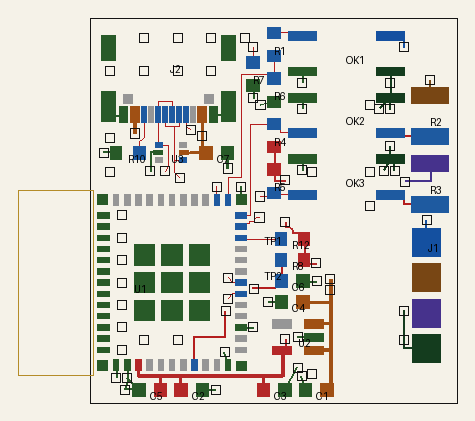 R1
OK1
J2
R7
R8
R2
OK2
R4
R10 U3 C7
OK3
R5
R3
TP1 R12
J1
R9
TP2
U1
C6
C4
U2
C5 C2 C3 C1